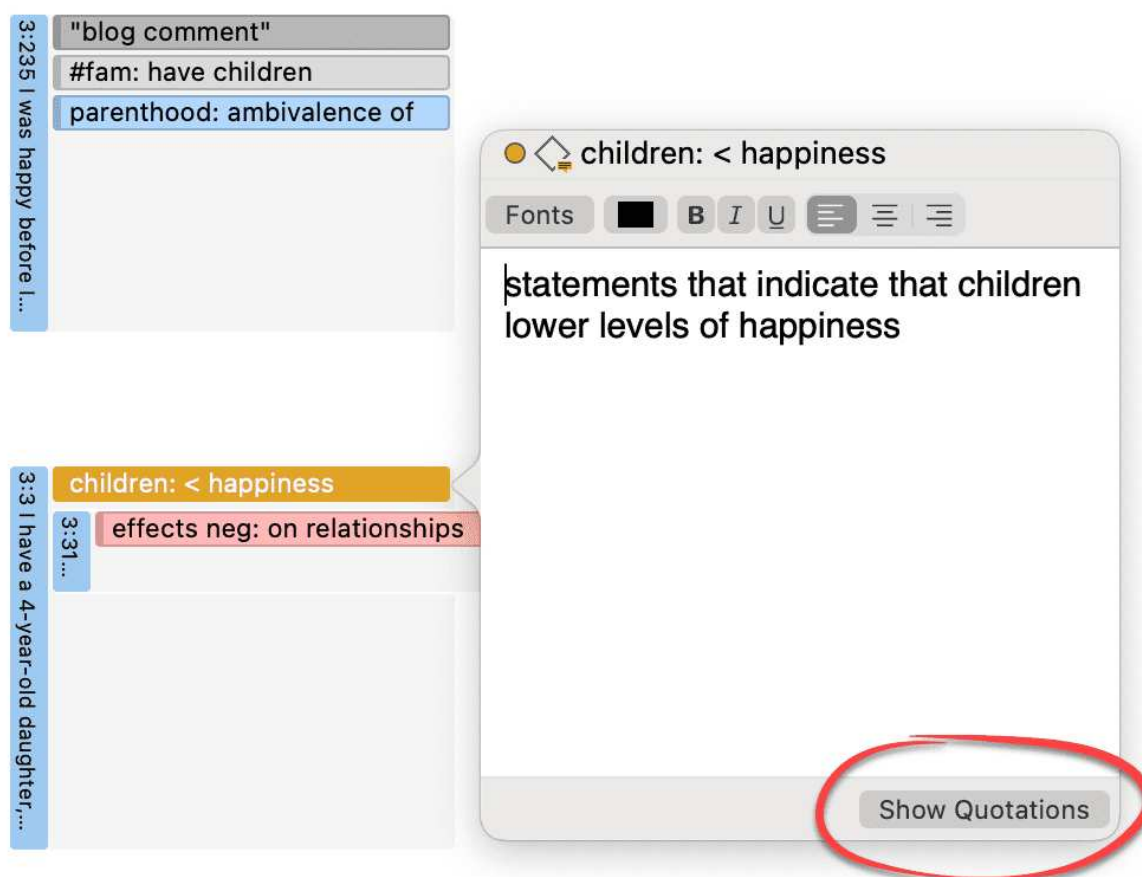 3:235 I was happy before I...
"blog comment"
#fam: have children
parenthood: ambivalence of
3:3 I have a 4-year-old daughter,...
children: < happiness
3:31...
effects neg: on relationships
children: < happiness
Fonts B I U
statements that indicate that children
lower levels of happiness
Show Quotations